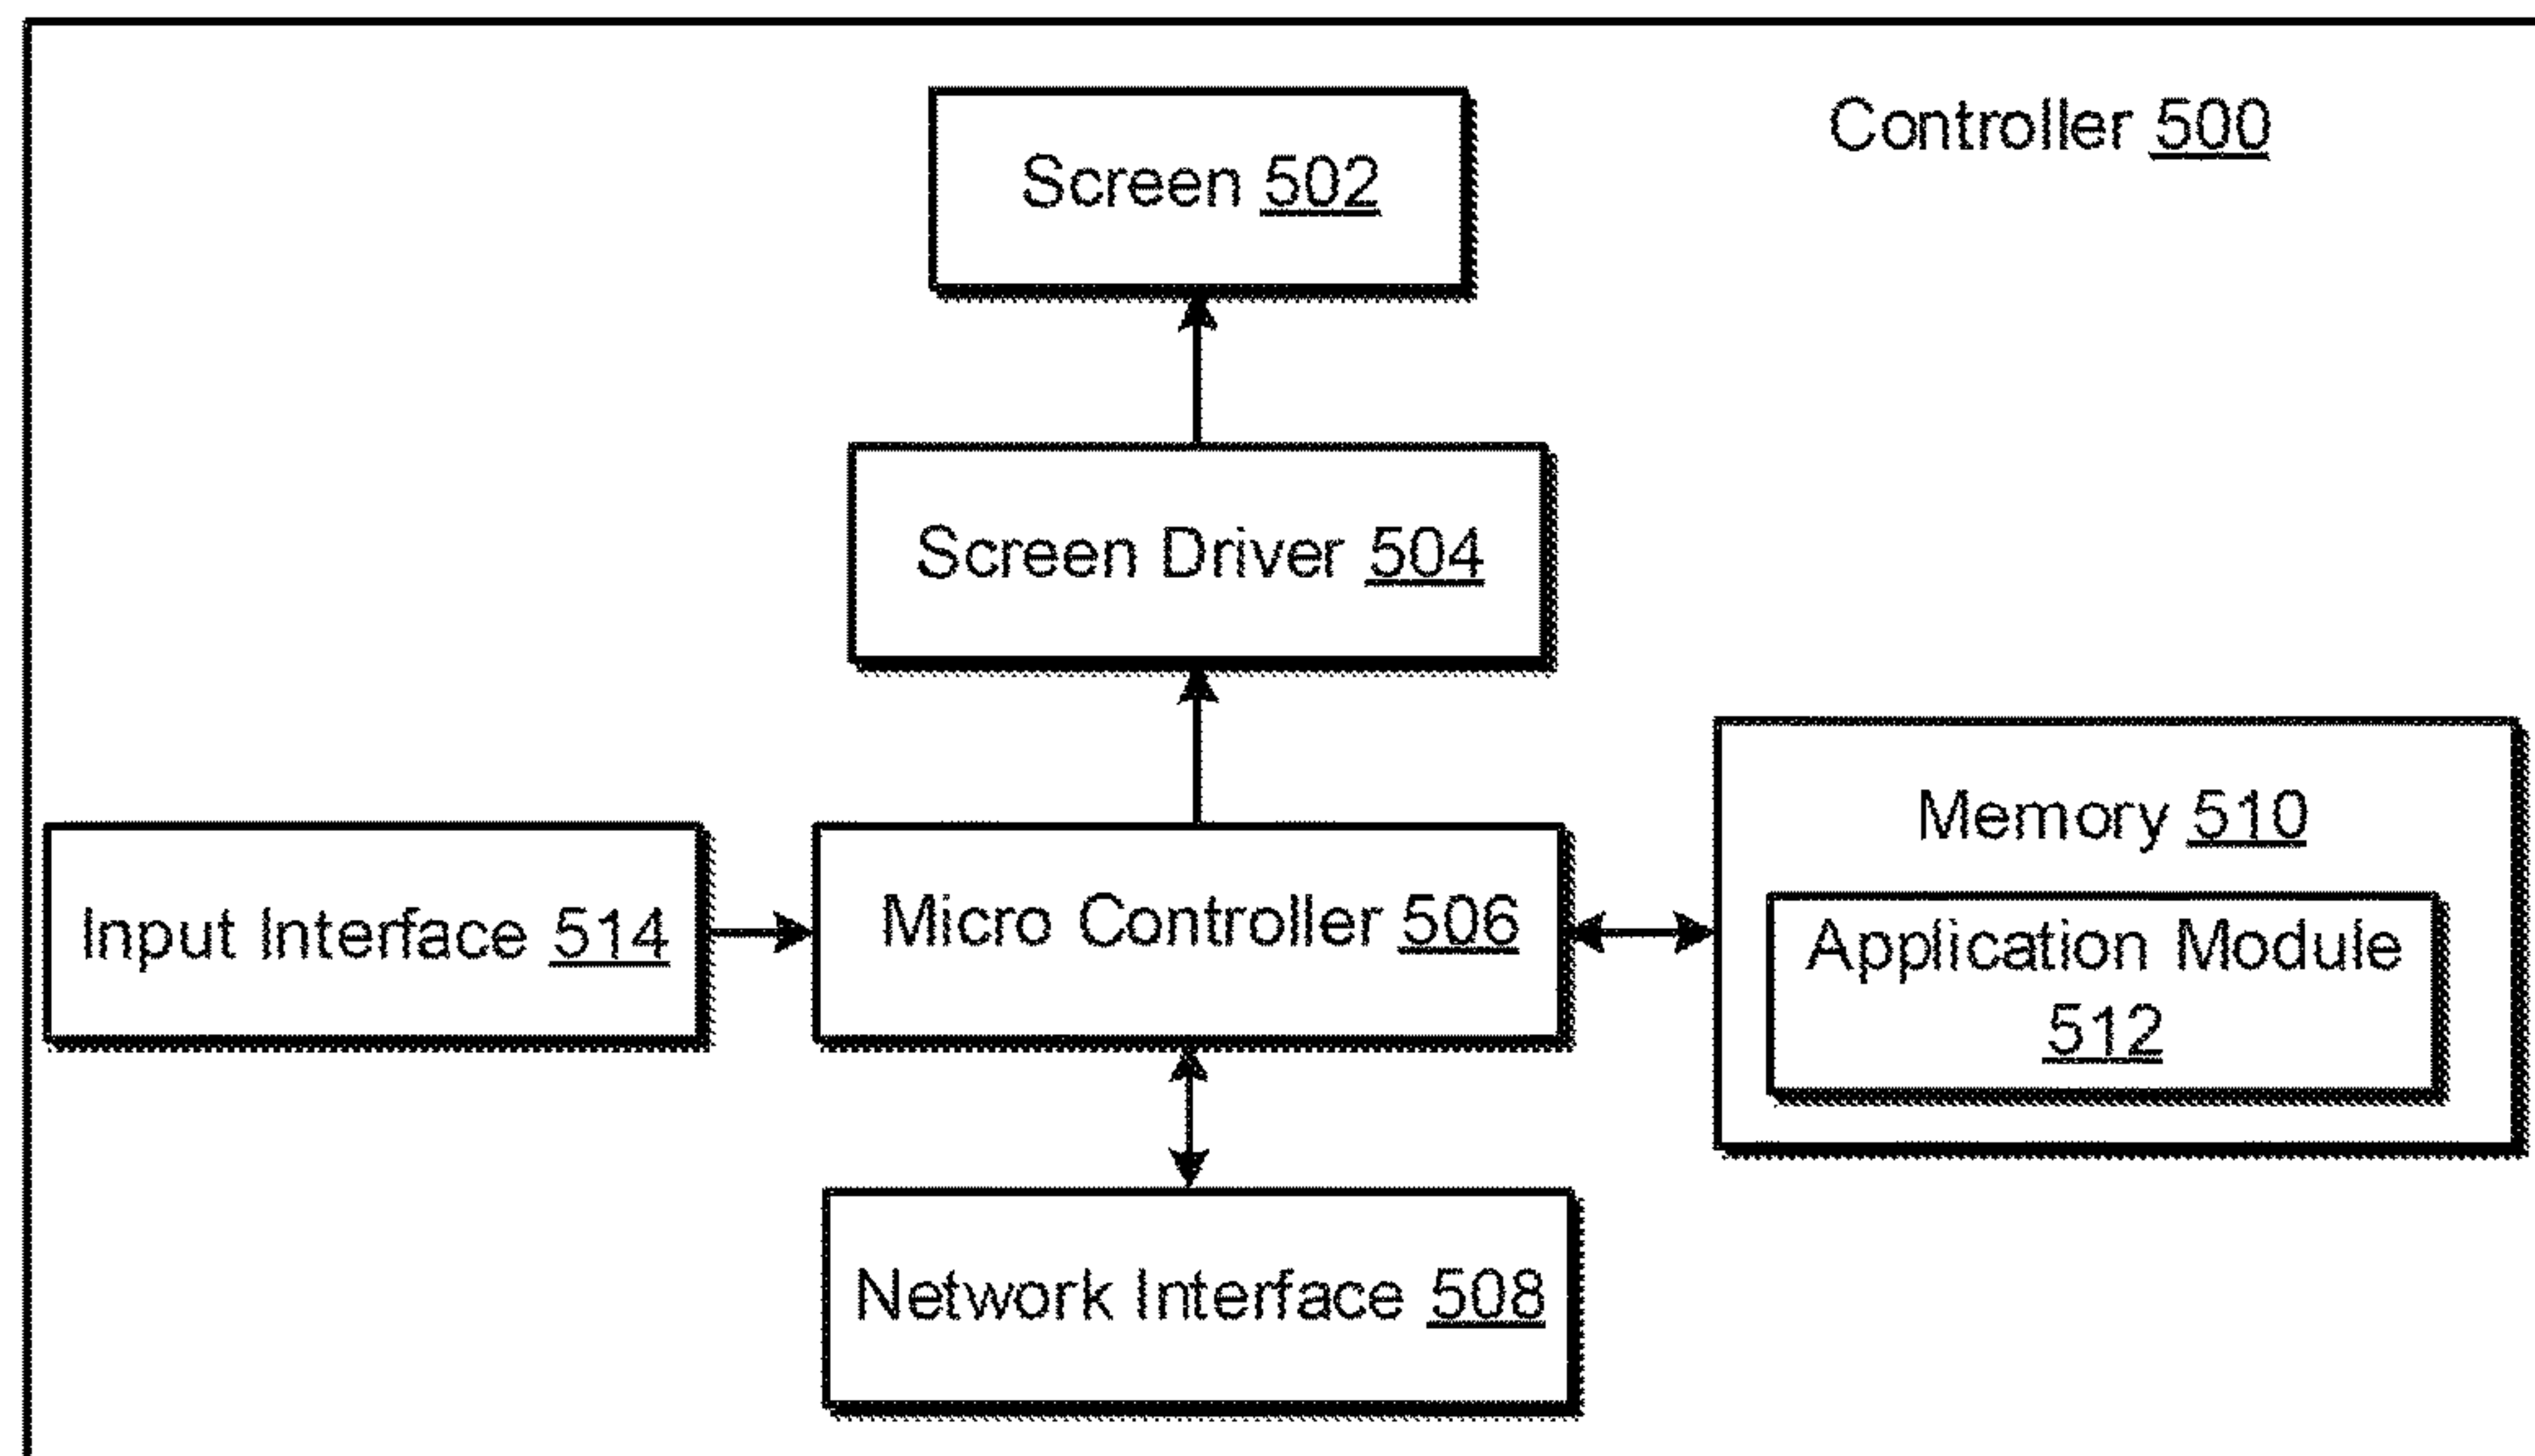 Controller 500
Screen 502
Screen Driver 504
Input Interface 514
Micro Controller 506
Memory 510
Application Module
512
Network Interface 508